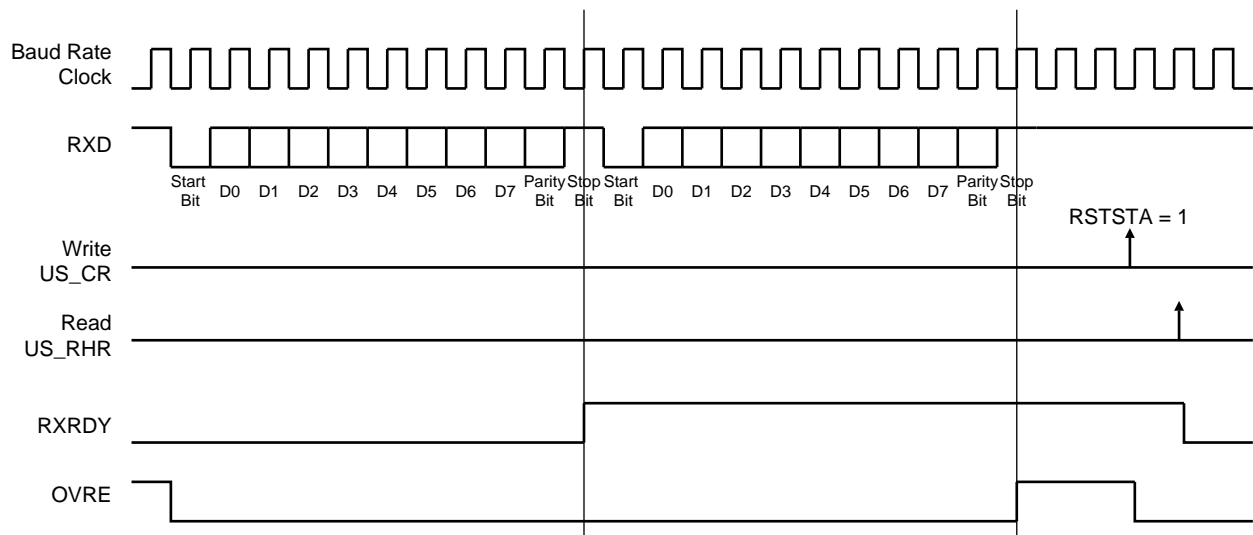 Baud Rate
Clock
RXD
Start
Bit
D0 D1 D2 D3 D4 D5 D6 D7
Parity
Bit
Stop
Bit
Start
Bit
D0 D1 D2 D3 D4 D5 D6 D7
Parity
Bit
Stop
Bit
RSTSTA = 1
Write
US_CR
Read
US_RHR
RXRDY
OVRE